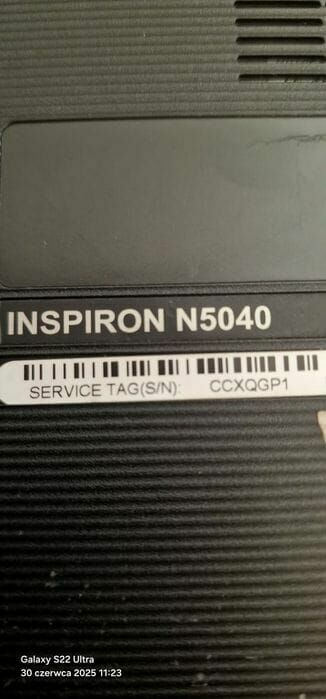 INSPIRON N5040
SERVICE TAG(S/N): CCXQGP1
Galaxy S22 Ultra
30 czerwca 2025 11:23